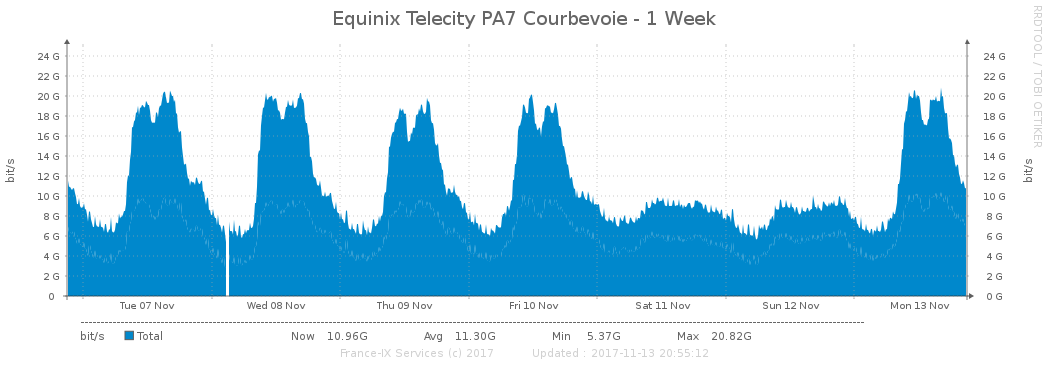 Equinix Telecity PA7 Courbevoie - 1 Week
RRDTOOL / TOBI OETIKER
bit/s
24 G 24 G
22 G 22 G
20 G 20 G
18 G 18 G
16 G 16 G
14 G 14 G
12 G 12 G
10 G 10 G
8 G 8 G
6 G 6 G
4 G 4 G
2 G 2 G
0 0 G
bit/s
Tue 07 Nov Wed 08 Nov Thu 09 Nov Fri 10 Nov Sat 11 Nov Sun 12 Nov Mon 13 Nov
bit/s Total Now 10.96G Avg 11.30G Min 5.37G Max 20.82G
France-IX Services (c) 2017 Updated : 2017-11-13 20:55:12